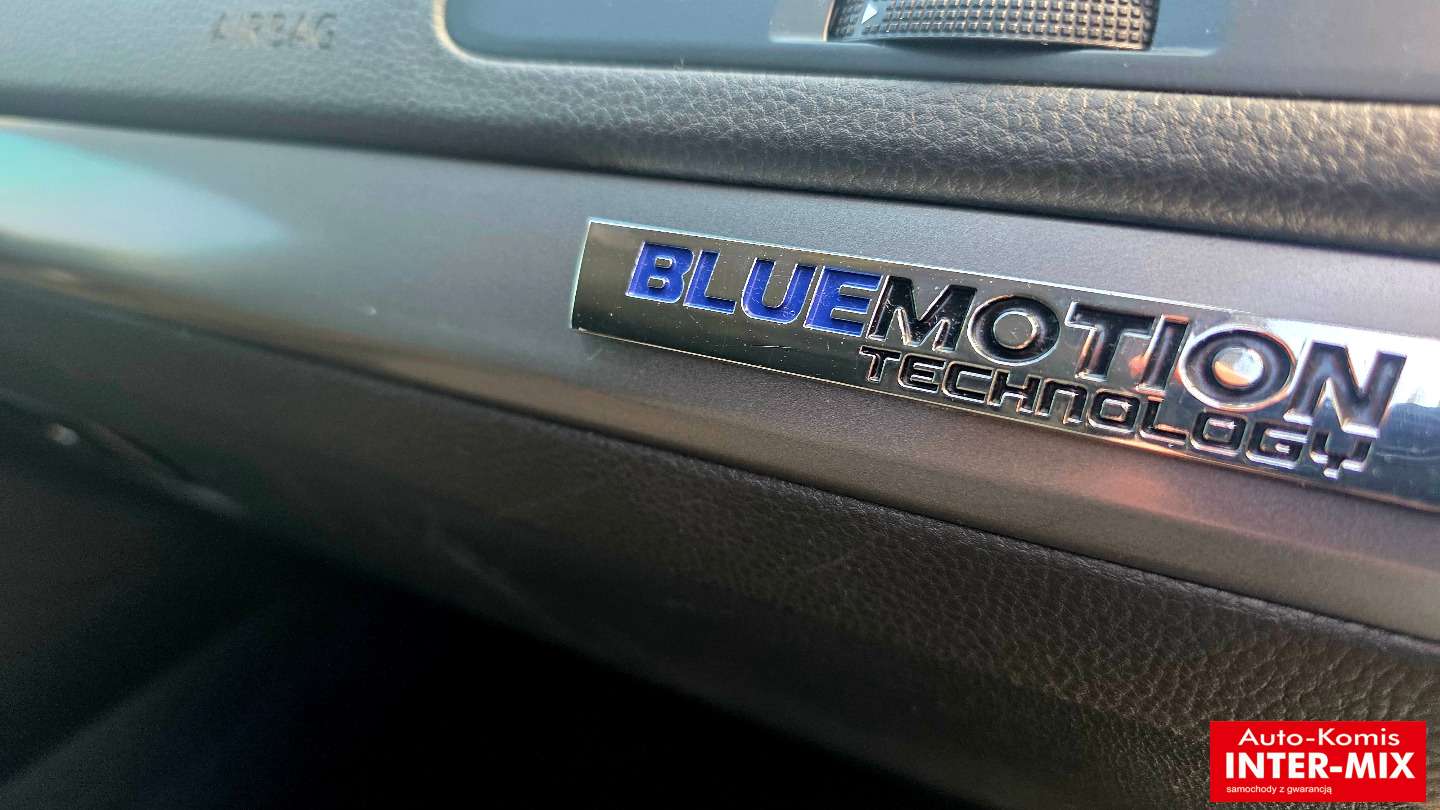 AIRBAG
BLUEMOTION
TECHNOLOGY
Auto-Komis
INTER-MIX
samochody z gwarancją